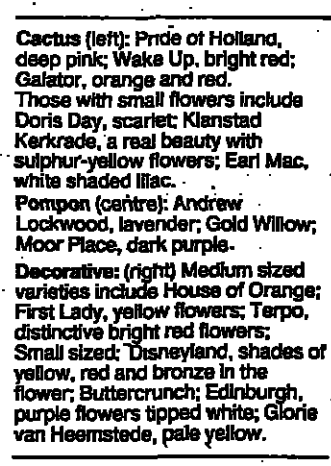 Cactus (left): Pride of Holland,
deep pink; Wake Up, bright red;
Galator, orange and red.
Those with small flowers include
Doris Day, scarlet; Klanstad
Kerkrade, a real beauty with
sulphur-yellow flowers; Earl Mac,
white shaded lilac.
Pompon (centre): Andrew
Lockwood, lavender; Gold Willow;
Moor Place, dark purple.
Decorative: (right) Medium sized
varieties include House of Orange;
First Lady, yellow flowers; Terpo,
distinctive bright red flowers;
Small sized: Disneyland, shades of
yellow, red and bronze in the
flower; Buttercrunch; Edinburgh,
purple flowers tipped white; Glorie
van Heemstede, pale yellow.